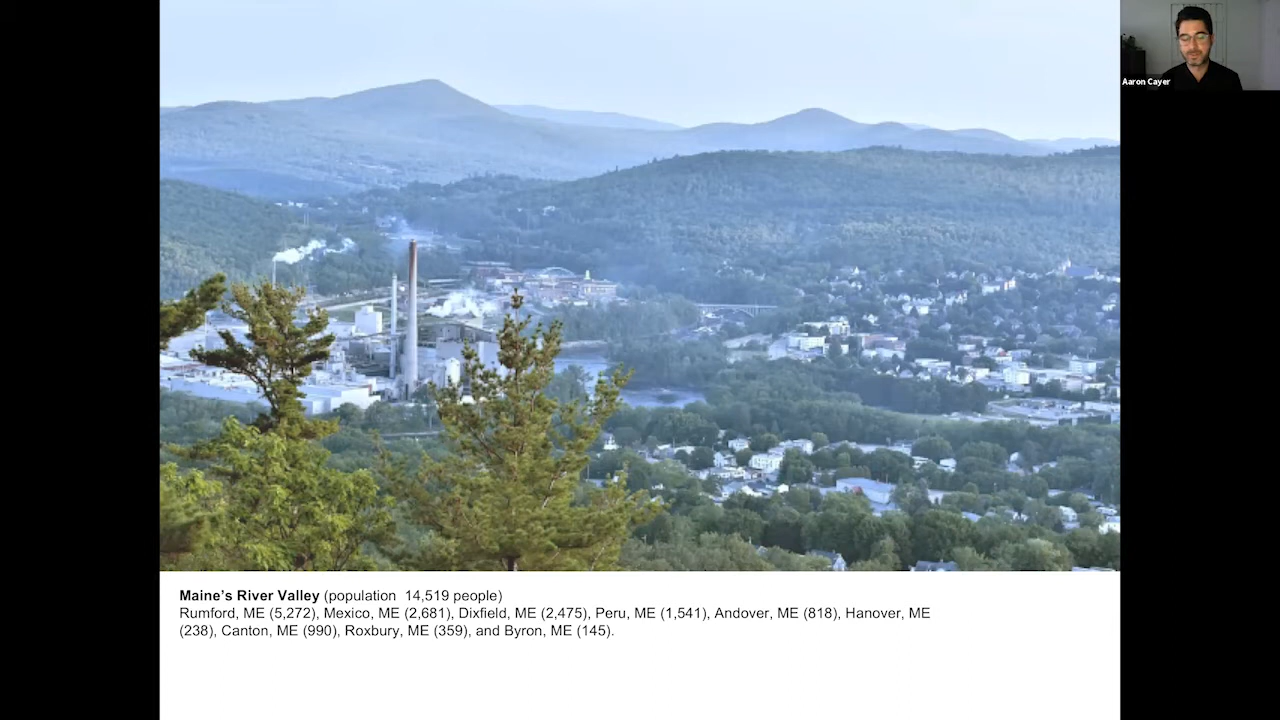 Aaron Cayer
Maine's River Valley (population  14,519 people)
Rumford, ME (5,272), Mexico, ME (2,681), Dixfield, ME (2,475), Peru, ME (1,541), Andover, ME (818), Hanover, ME
(238), Canton, ME (990), Roxbury, ME (359), and Byron, ME (145).